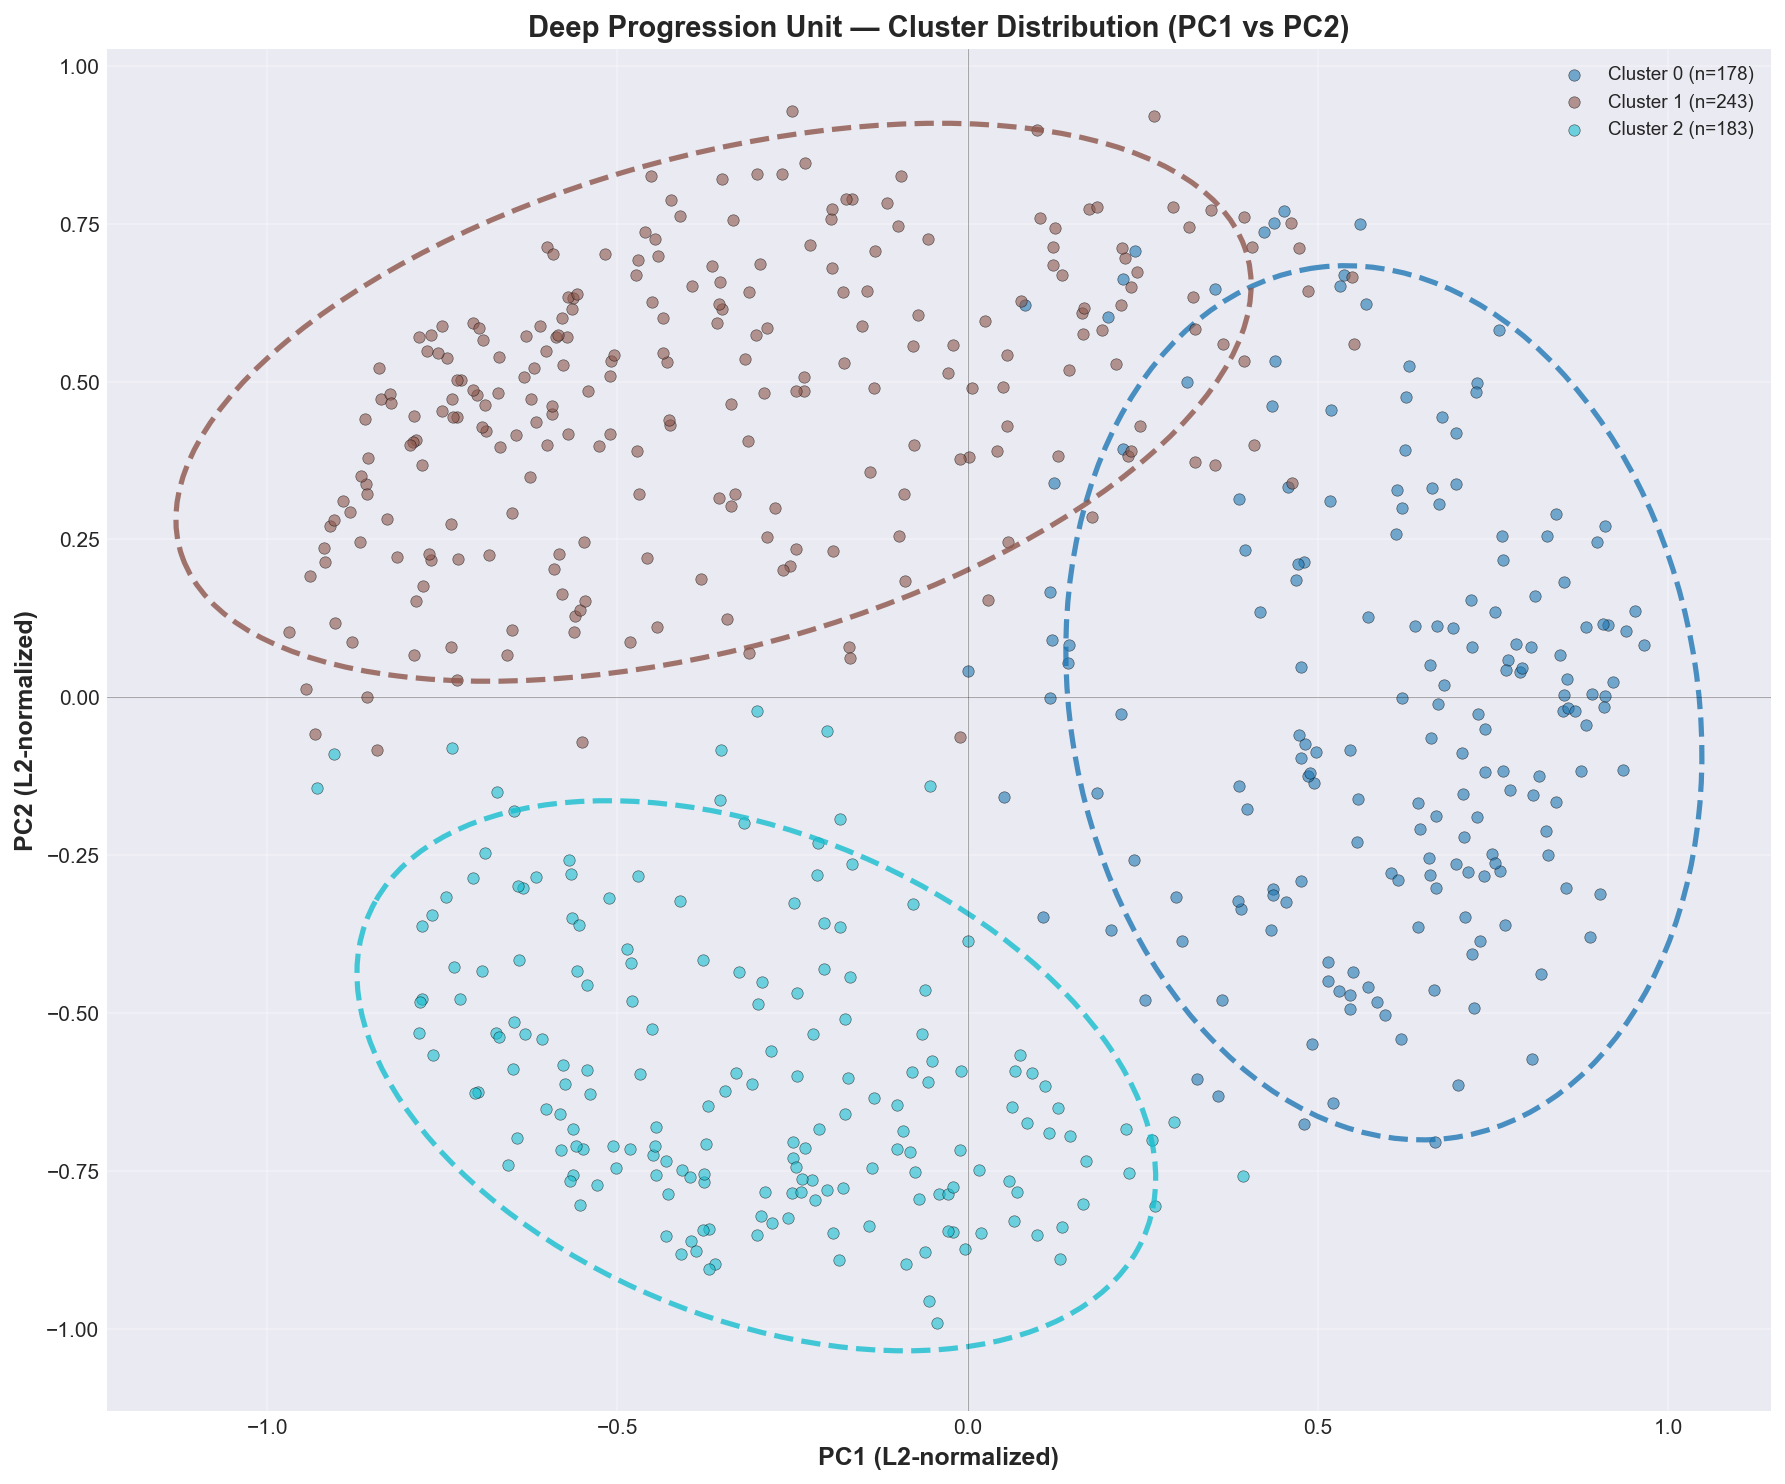 Deep Progression Unit — Cluster Distribution (PC1 vs PC2)
Cluster 0 (n=178)
Cluster 1 (n=243)
Cluster 2 (n=183)
PC2 (L2-normalized)
1.00
0.75
0.50
0.25
0.00
−0.25
−0.50
−0.75
−1.00
−1.0
−0.5
0.0
0.5
1.0
PC1 (L2-normalized)